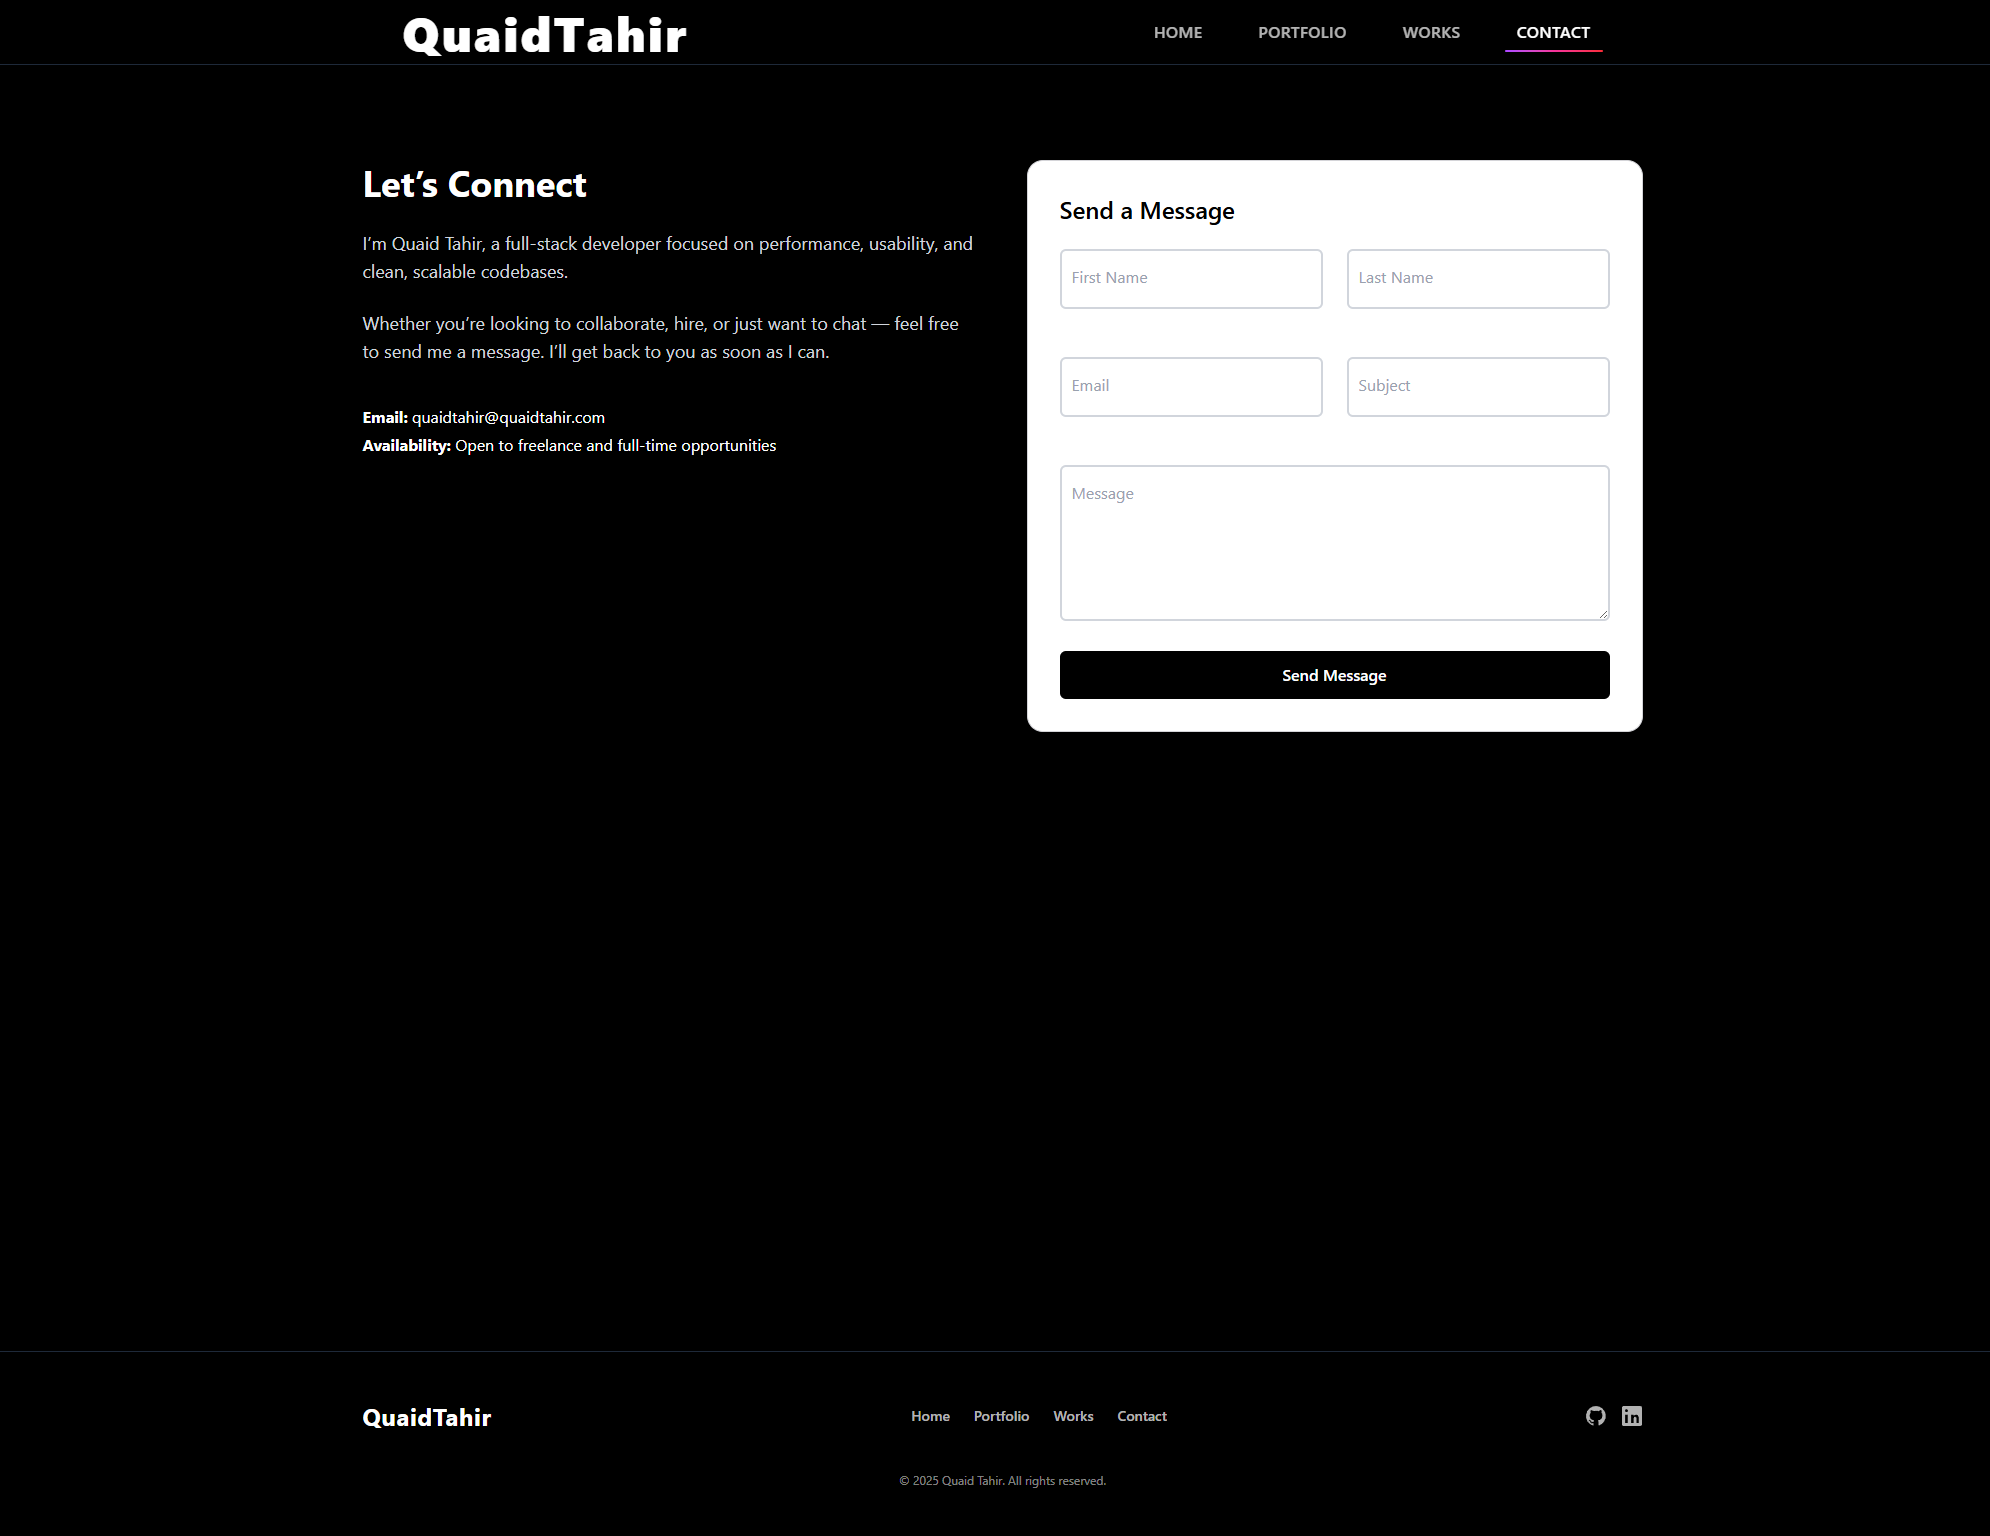 QuaidTahir
HOME PORTFOLIO WORKS CONTACT
Let’s Connect
I’m Quaid Tahir, a full-stack developer focused on performance, usability, and
clean, scalable codebases.
Whether you’re looking to collaborate, hire, or just want to chat — feel free
to send me a message. I’ll get back to you as soon as I can.
Email: quaidtahir@quaidtahir.com
Availability: Open to freelance and full-time opportunities
Send a Message
First Name Last Name
Email Subject
Message
Send Message
QuaidTahir
Home Portfolio Works Contact
in
© 2025 Quaid Tahir. All rights reserved.